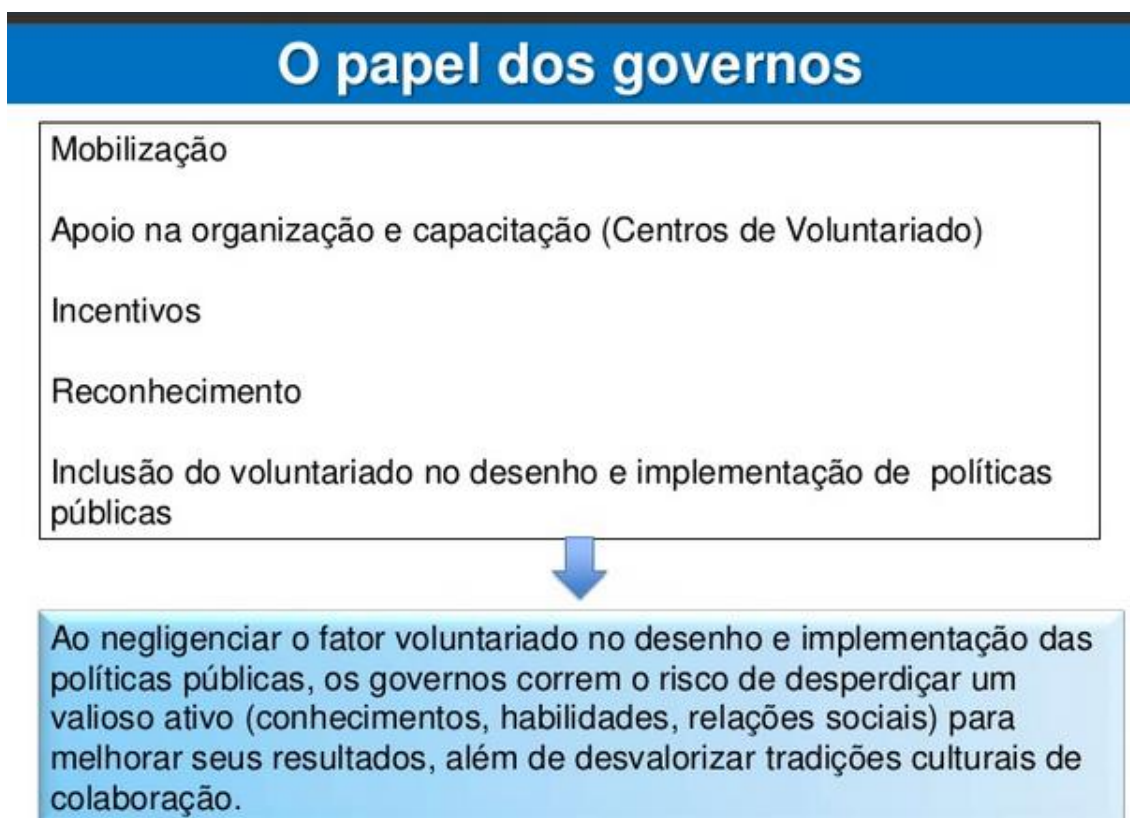 O papel dos governos
Mobilização
Apoio na organização e capacitação (Centros de Voluntariado)
Incentivos
Reconhecimento
Inclusão do voluntariado no desenho e implementação de políticas
públicas
Ao negligenciar o fator voluntariado no desenho e implementação das
políticas públicas, os governos correm o risco de desperdiçar um
valioso ativo (conhecimentos, habilidades, relações sociais) para
melhorar seus resultados, além de desvalorizar tradições culturais de
colaboração.